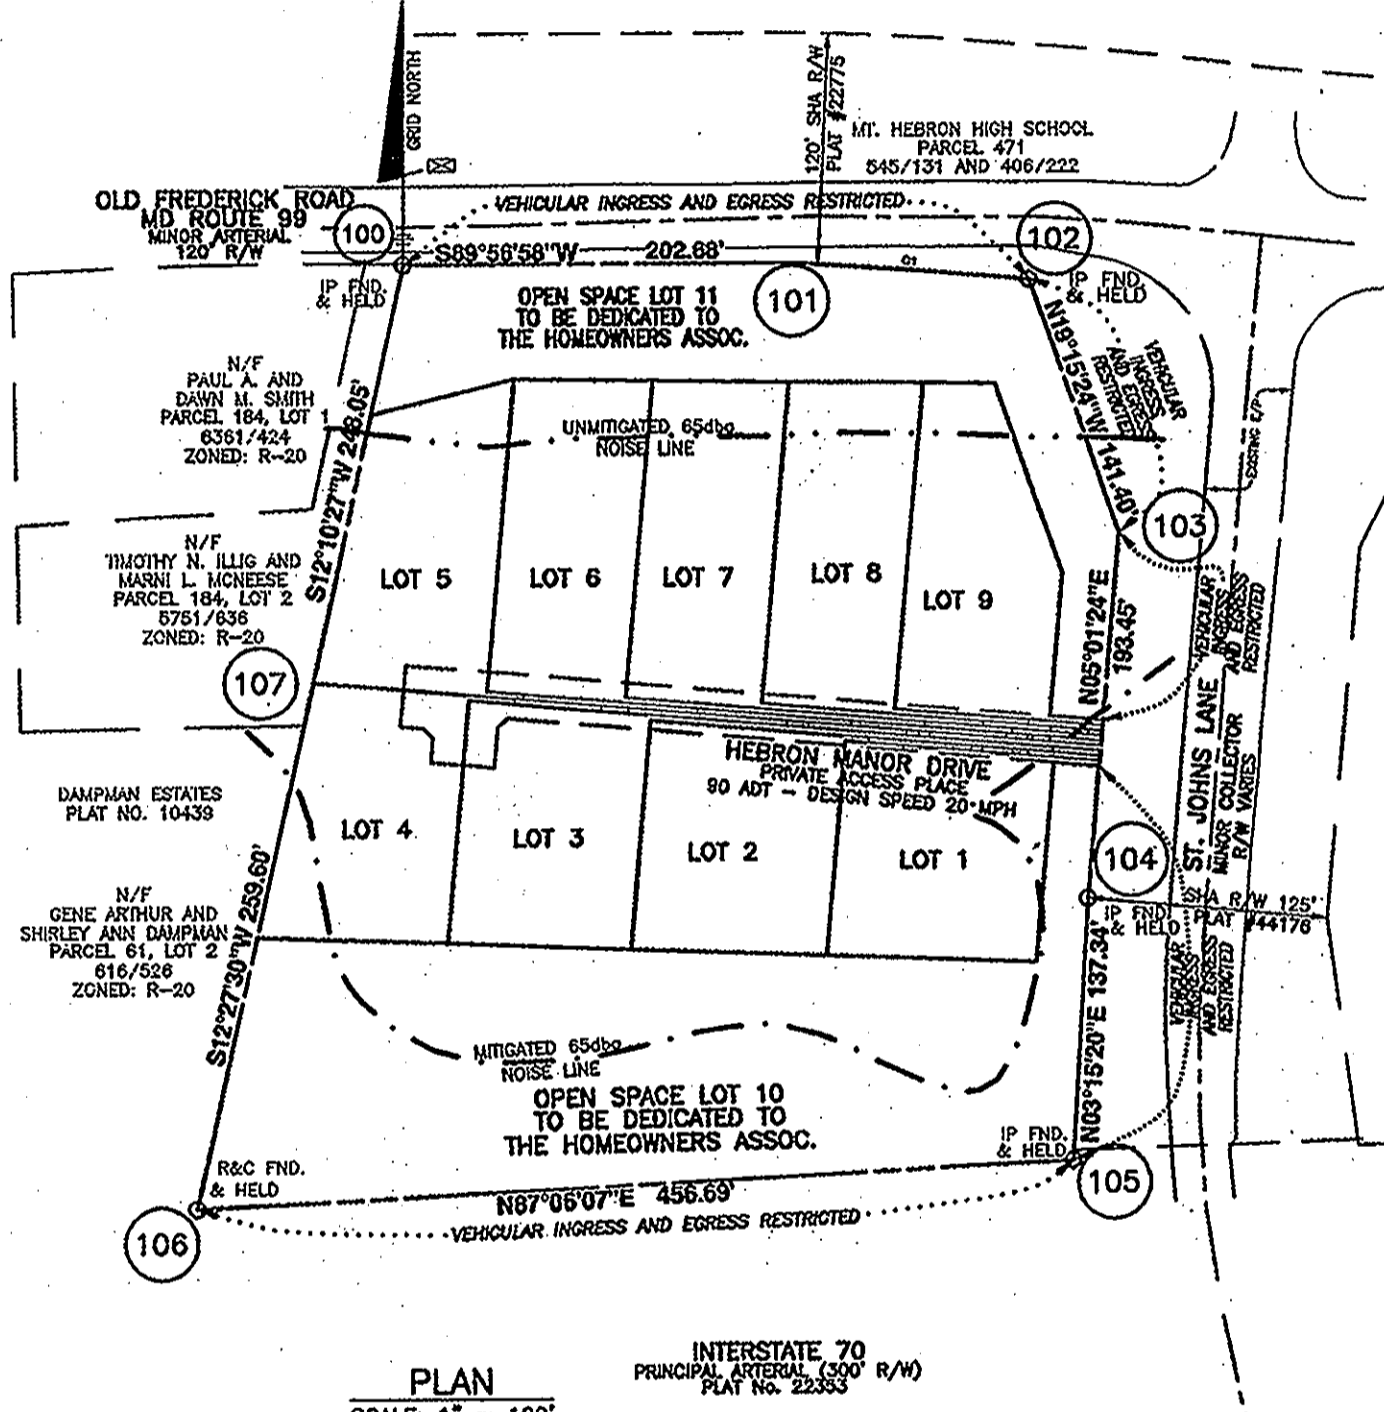 GRID NORTH
120' SHA R/W
PLAT #22775
MT. HEBRON HIGH SCHOOL
PARCEL 471
545/131 AND 406/222
OLD FREDERICK ROAD
MD ROUTE 99
MINOR ARTERIAL
120' R/W
VEHICULAR INGRESS AND EGRESS RESTRICTED
100
102
S89°56'58"W 202.68'
C1
IP FND.
& HELD
101
IP FND.
& HELD
OPEN SPACE LOT 11
TO BE DEDICATED TO
THE HOMEOWNERS ASSOC.
N19°15'24"W 141.40'
VEHICULAR
INGRESS
AND EGRESS
RESTRICTED
N/F
PAUL A. AND
DAWN M. SMITH
PARCEL 184, LOT 1
6361/424
ZONED: R-20
S12°10'27"W 248.05'
UNMITIGATED 65dba
NOISE LINE
EXISTING E/P
103
N/F
TIMOTHY N. ILLIG AND
MARNI L. MCNEESE
PARCEL 184, LOT 2
5751/636
ZONED: R-20
LOT 5
LOT 6
LOT 7
LOT 8
LOT 9
N05°01'24"E
193.45'
VEHICULAR
INGRESS
AND EGRESS
RESTRICTED
107
HEBRON MANOR DRIVE
PRIVATE ACCESS PLACE
90 ADT - DESIGN SPEED 20 MPH
ST. JOHNS LANE
MINOR COLLECTOR
R/W VARIES
DAMPMAN ESTATES
PLAT NO. 10439
LOT 4
LOT 3
LOT 2
LOT 1
104
N/F
GENE ARTHUR AND
SHIRLEY ANN DAMPMAN
PARCEL 61, LOT 2
616/526
ZONED: R-20
S12°27'30"W 259.60'
IP FND.
& HELD
SHA R/W 125'
PLAT #44176
VEHICULAR
INGRESS
AND EGRESS
RESTRICTED
N03°15'20"E 137.34'
MITIGATED 65dba
NOISE LINE
OPEN SPACE LOT 10
TO BE DEDICATED TO
THE HOMEOWNERS ASSOC.
IP FND.
& HELD
R&C FND.
& HELD
105
N87°06'07"E 456.69'
VEHICULAR INGRESS AND EGRESS RESTRICTED
106
INTERSTATE 70
PRINCIPAL ARTERIAL (300' R/W)
PLAT No. 22353
PLAN